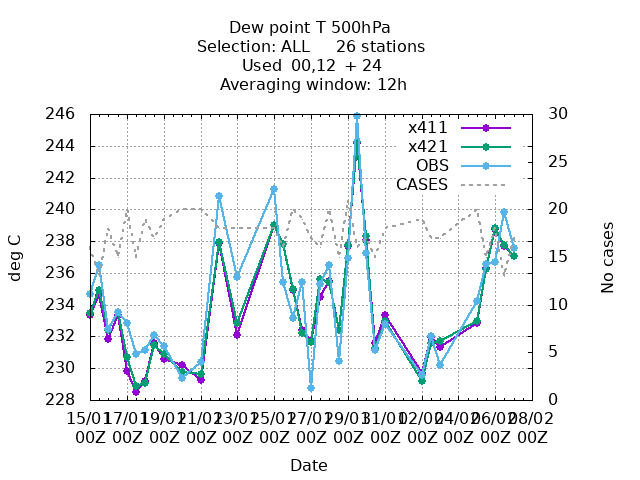 Dew point T 500hPa
Selection: ALL 26 stations
Used 00,12 + 24
Averaging window: 12h
246
244
242
240
238
236
234
232
230
228
deg C
30
25
20
15
10
5
0
No cases
x411
x421
OBS
CASES
15/01 17/01 19/01 21/01 23/01 25/01 27/01 29/01 31/01 02/02 04/02 06/02 08/02
00Z 00Z 00Z 00Z 00Z 00Z 00Z 00Z 00Z 00Z 00Z 00Z 00Z
Date